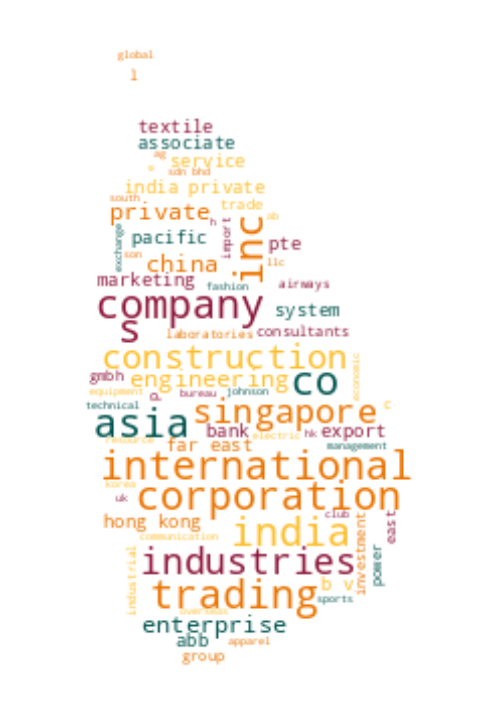 global
l
textile
associate
ag
service
e
sdn bhd
india private
south
trade
private
h
ab
import
inc
exchange
pacific
pte
son
china
llc
marketing
fashion
airways
company
system
s
laboratories
consultants
construction
economic
gmbh
engineering
co
equipment
p
bureau
johnson
technical
singapore
c
asia
bank
electric
hk
export
resource
far east
management
international
korea
uk
corporation
hong kong
club
east
india
communication
investment
industries
power
industrial
trading
b v
sports
overseas
enterprise
abb
apparel
group